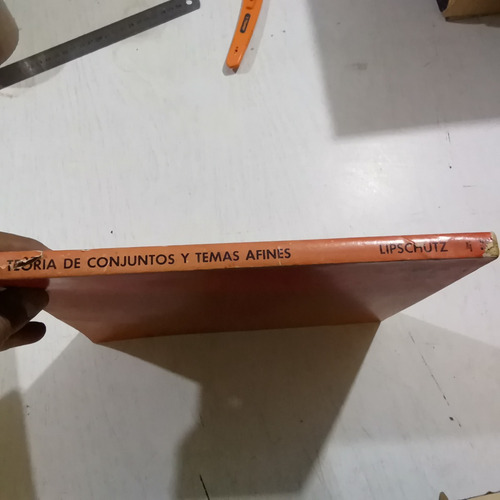 TEORIA DE CONJUNTOS Y TEMAS AFINES LIPSCHUTZ